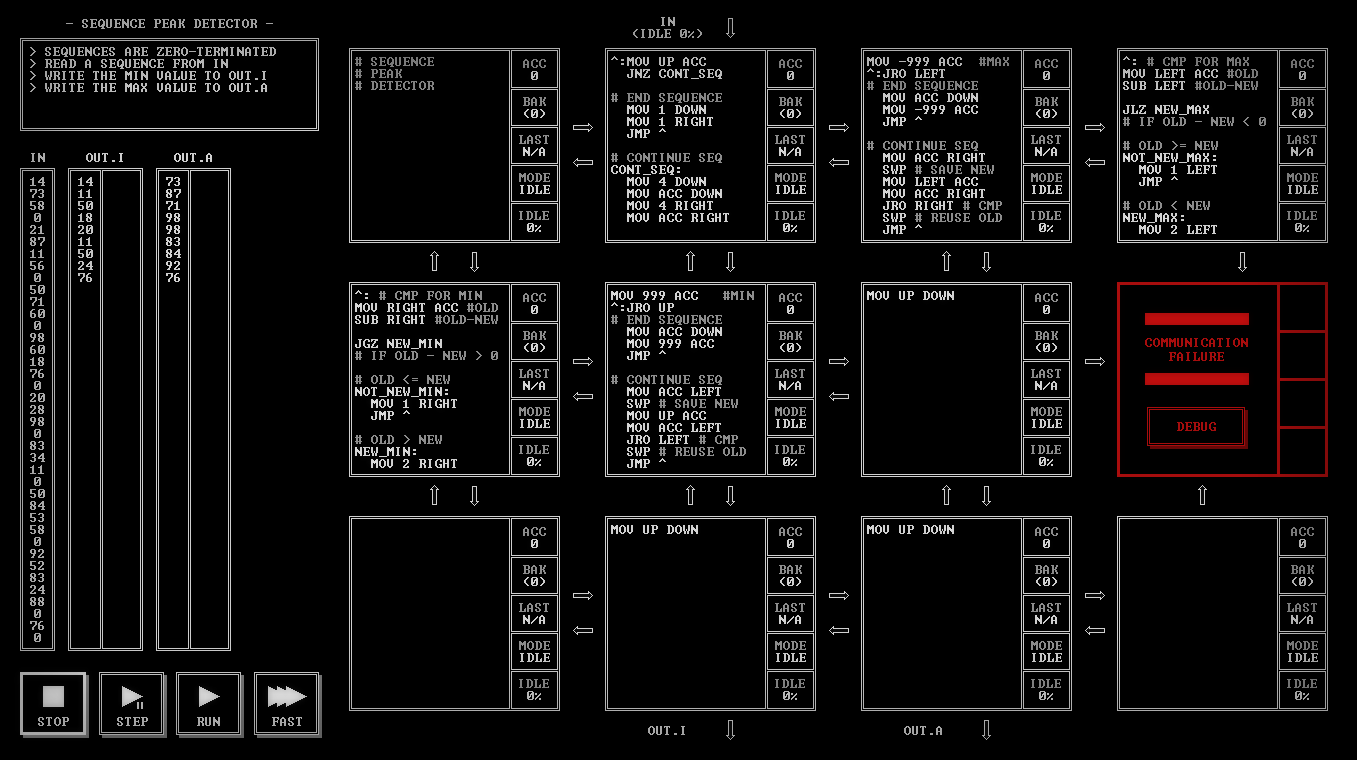 - SEQUENCE PEAK DETECTOR -
> SEQUENCES ARE ZERO-TERMINATED
> READ A SEQUENCE FROM IN
> WRITE THE MIN VALUE TO OUT.I
> WRITE THE MAX VALUE TO OUT.A
IN OUT.I OUT.A
14 14 73
73 11 87
58 50 71
0 18 98
21 20 98
87 11 83
11 50 84
56 24 92
0 76 76
50
71
60
0
98
60
18
76
0
20
28
98
0
83
34
11
0
50
84
53
58
0
92
52
83
24
88
0
76
0
STOP
STEP
RUN
FAST
IN
(IDLE 0%)
# SEQUENCE
# PEAK
# DETECTOR
ACC
0
BAK
(0)
LAST
N/A
MODE
IDLE
IDLE
0%
^:MOV UP ACC
JNZ CONT_SEQ
# END SEQUENCE
MOV 1 DOWN
MOV 1 RIGHT
JMP ^
# CONTINUE SEQ
CONT_SEQ:
MOV 4 DOWN
MOV ACC DOWN
MOV 4 RIGHT
MOV ACC RIGHT
ACC
0
BAK
(0)
LAST
N/A
MODE
IDLE
IDLE
0%
MOV -999 ACC #MAX
^:JRO LEFT
# END SEQUENCE
MOV ACC DOWN
MOV -999 ACC
JMP ^
# CONTINUE SEQ
MOV ACC RIGHT
SWP # SAVE NEW
MOV LEFT ACC
MOV ACC RIGHT
JRO RIGHT # CMP
SWP # REUSE OLD
JMP ^
ACC
0
BAK
(0)
LAST
N/A
MODE
IDLE
IDLE
0%
^: # CMP FOR MAX
MOV LEFT ACC #OLD
SUB LEFT #OLD-NEW
JLZ NEW_MAX
# IF OLD - NEW < 0
# OLD >= NEW
NOT_NEW_MAX:
MOV 1 LEFT
JMP ^
# OLD < NEW
NEW_MAX:
MOV 2 LEFT
ACC
0
BAK
(0)
LAST
N/A
MODE
IDLE
IDLE
0%
^: # CMP FOR MIN
MOV RIGHT ACC #OLD
SUB RIGHT #OLD-NEW
JGZ NEW_MIN
# IF OLD - NEW > 0
# OLD <= NEW
NOT_NEW_MIN:
MOV 1 RIGHT
JMP ^
# OLD > NEW
NEW_MIN:
MOV 2 RIGHT
ACC
0
BAK
(0)
LAST
N/A
MODE
IDLE
IDLE
0%
MOV 999 ACC #MIN
^:JRO UP
# END SEQUENCE
MOV ACC DOWN
MOV 999 ACC
JMP ^
# CONTINUE SEQ
MOV ACC LEFT
SWP # SAVE NEW
MOV UP ACC
MOV ACC LEFT
JRO LEFT # CMP
SWP # REUSE OLD
JMP ^
ACC
0
BAK
(0)
LAST
N/A
MODE
IDLE
IDLE
0%
MOV UP DOWN
ACC
0
BAK
(0)
LAST
N/A
MODE
IDLE
IDLE
0%
COMMUNICATION
FAILURE
DEBUG
ACC
0
BAK
(0)
LAST
N/A
MODE
IDLE
IDLE
0%
MOV UP DOWN
ACC
0
BAK
(0)
LAST
N/A
MODE
IDLE
IDLE
0%
MOV UP DOWN
ACC
0
BAK
(0)
LAST
N/A
MODE
IDLE
IDLE
0%
ACC
0
BAK
(0)
LAST
N/A
MODE
IDLE
IDLE
0%
OUT.I
OUT.A